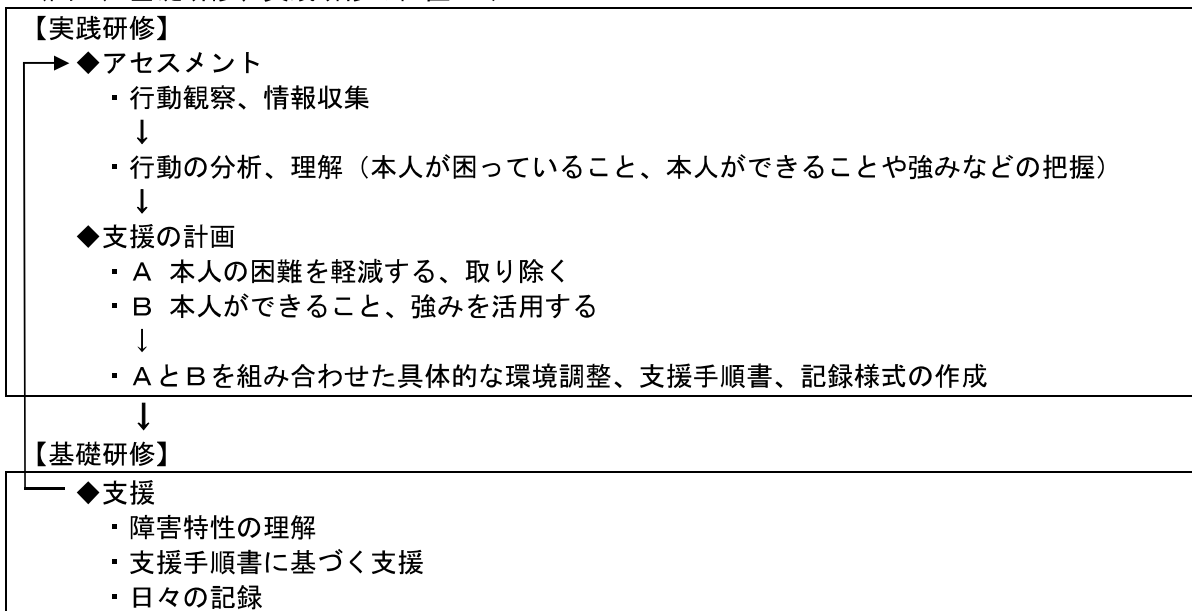 【実践研修】
◆アセスメント
・行動観察、情報収集
↓
・行動の分析、理解（本人が困っていること、本人ができることや強みなどの把握）
↓
◆支援の計画
・Ａ 本人の困難を軽減する、取り除く
・Ｂ 本人ができること、強みを活用する
↓
・ＡとＢを組み合わせた具体的な環境調整、支援手順書、記録様式の作成
↓
【基礎研修】
◆支援
・障害特性の理解
・支援手順書に基づく支援
・日々の記録